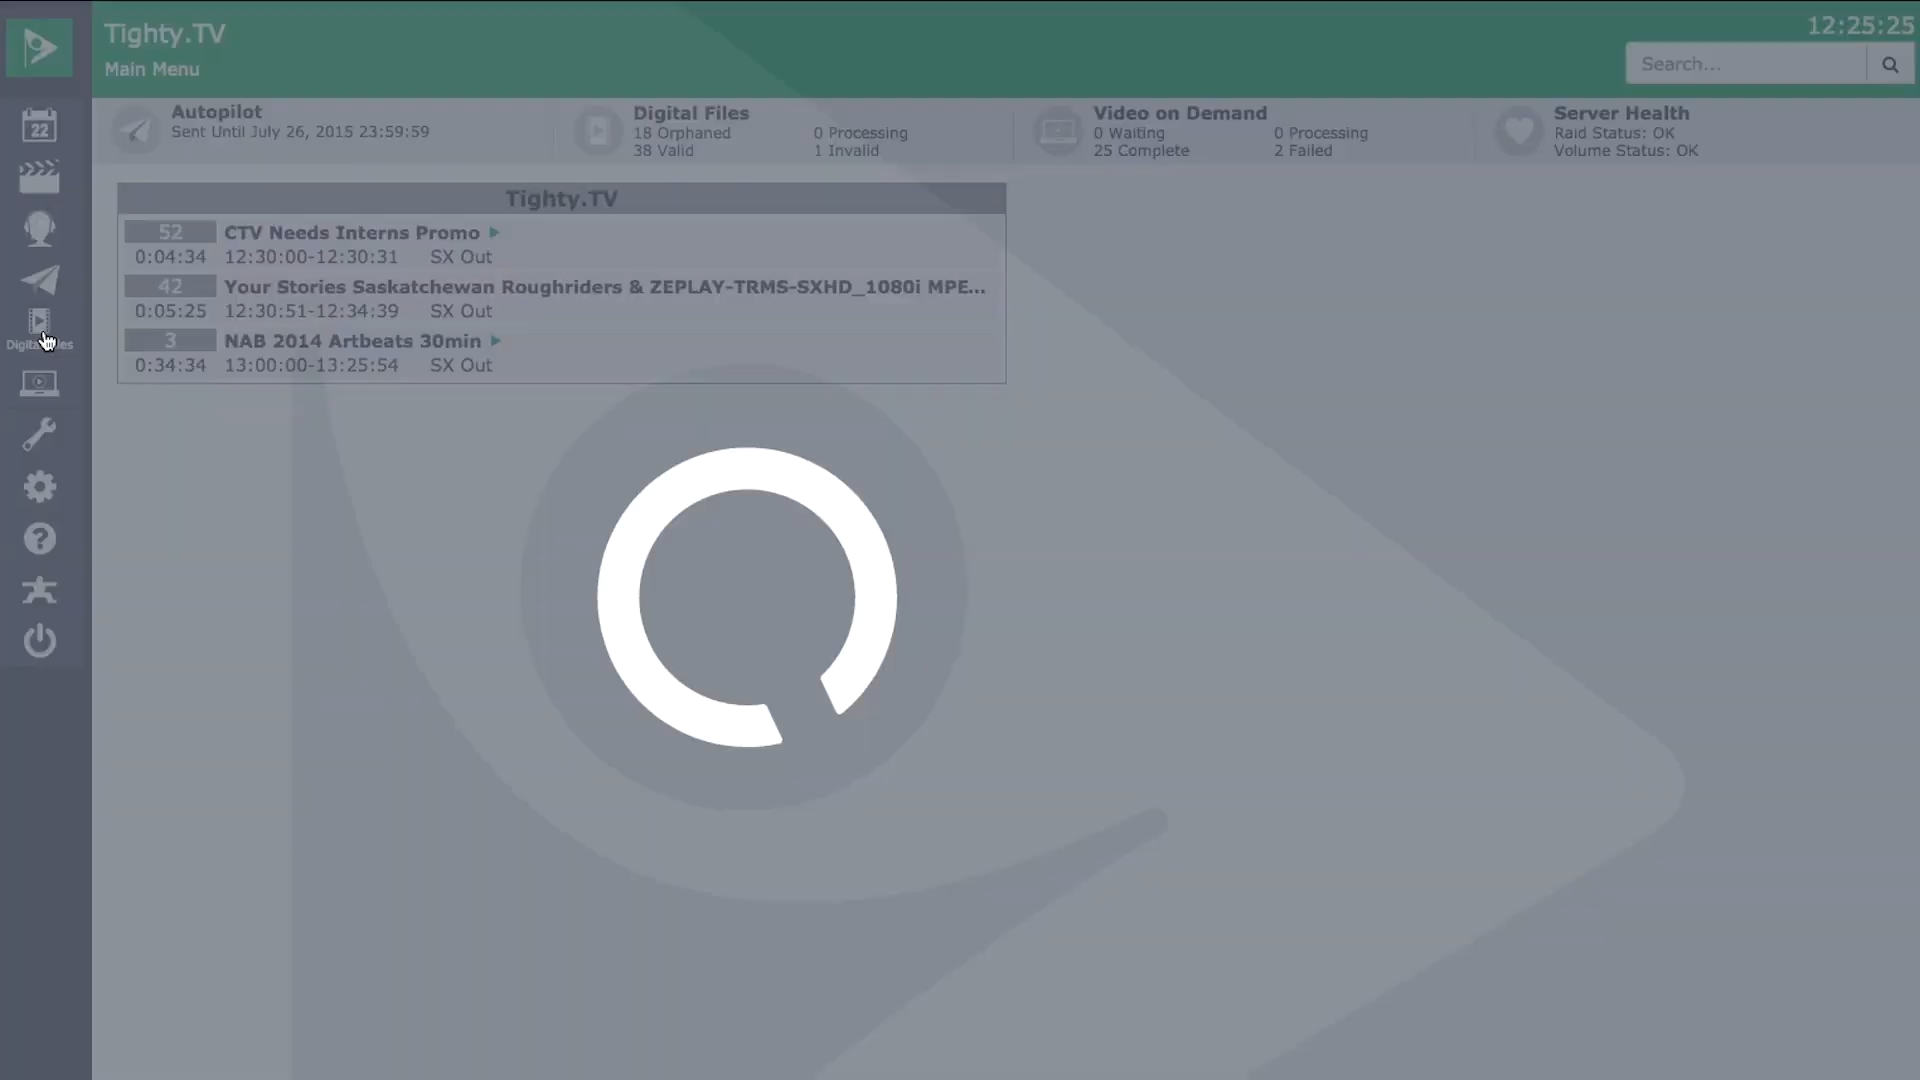 Tighty.TV
Main Menu
12:25:25
Search...
22
Autopilot
Sent Until July 26, 2015 23:59:59
Digital Files
18 Orphaned 0 Processing
38 Valid 1 Invalid
Video on Demand
0 Waiting 0 Processing
25 Complete 2 Failed
Server Health
Raid Status: OK
Volume Status: OK
Tighty.TV
52 CTV Needs Interns Promo
0:04:34 12:30:00-12:30:31 SX Out
42 Your Stories Saskatchewan Roughriders & ZEPLAY-TRMS-SXHD_1080i MPE...
0:05:25 12:30:51-12:34:39 SX Out
3 NAB 2014 Artbeats 30min
0:34:34 13:00:00-13:25:54 SX Out